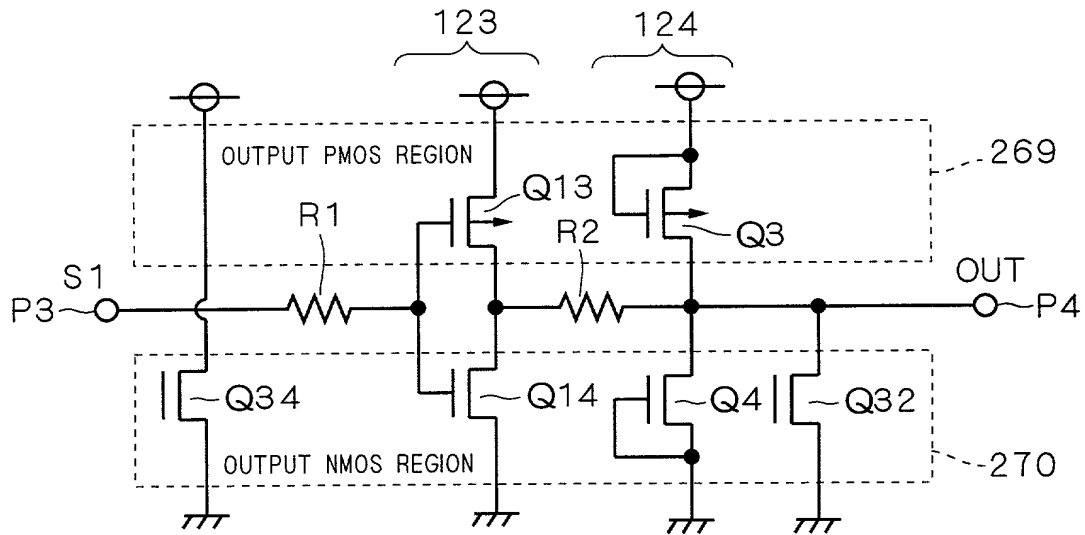 123
124
OUTPUT PMOS REGION
269
Q13
R1
R2
Q3
S1
OUT
P3
P4
Q34
Q14
Q4
Q32
OUTPUT NMOS REGION
270